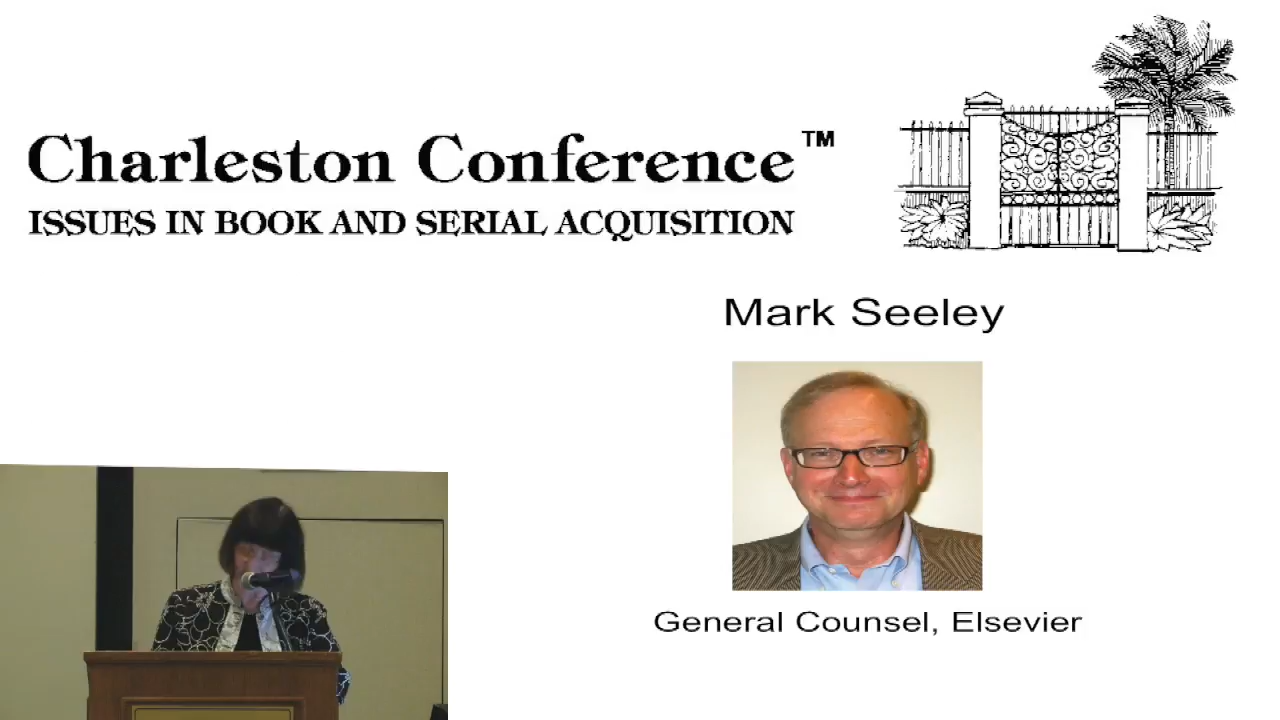 Charleston Conference™
ISSUES IN BOOK AND SERIAL ACQUISITION
Mark Seeley
General Counsel, Elsevier